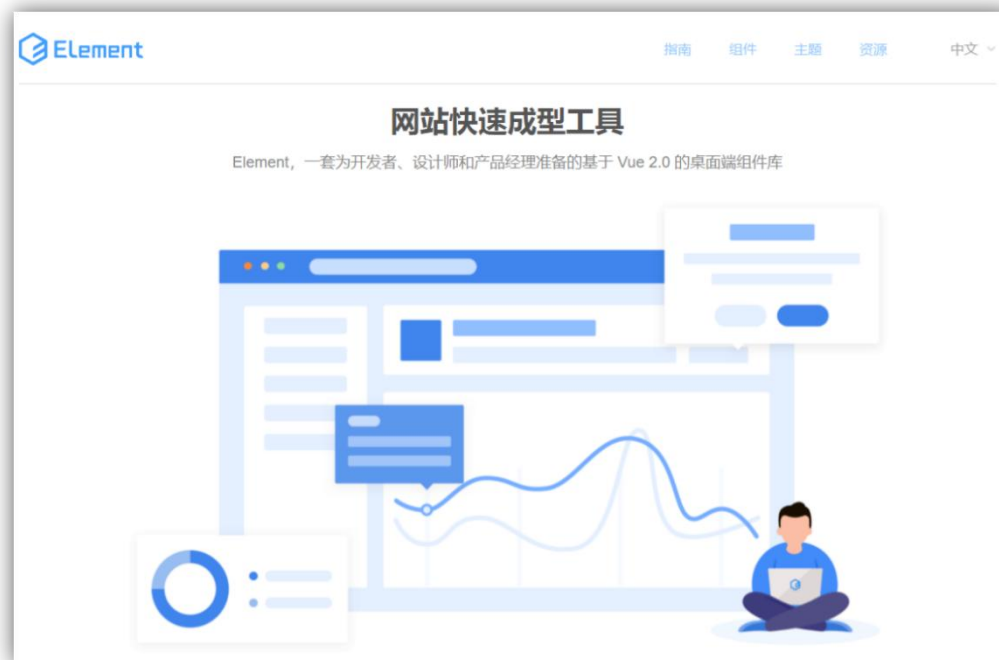 Element
指南 组件 主题 资源 中文
网站快速成型工具
Element，一套为开发者、设计师和产品经理准备的基于 Vue 2.0 的桌面端组件库